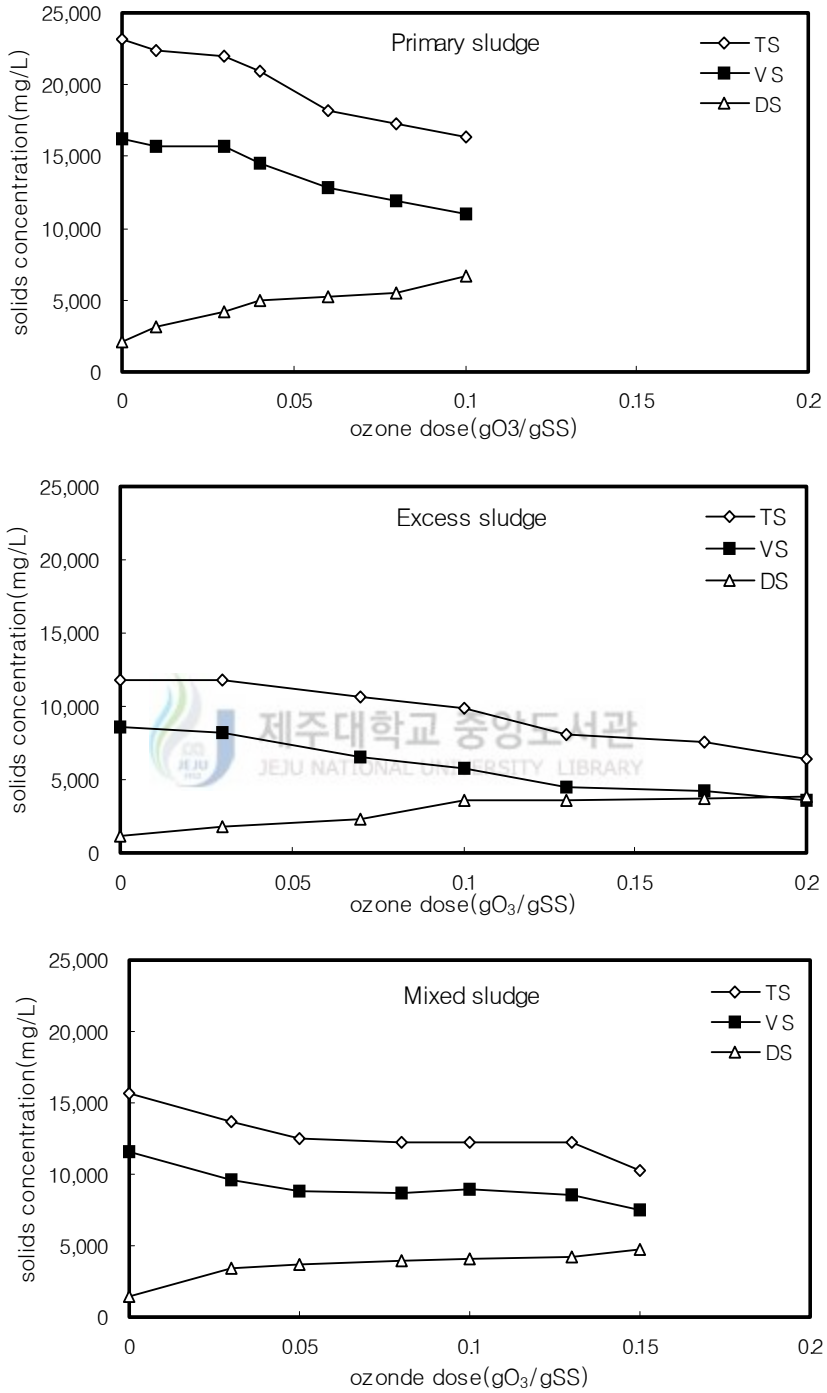 Primary sludge
TS
VS
DS
25,000
20,000
15,000
10,000
5,000
0
solids concentration(mg/L)
0 0.05 0.1 0.15 0.2
ozone dose(gO3/gSS)
Excess sludge
TS
VS
DS
25,000
20,000
15,000
10,000
5,000
0
solids concentration(mg/L)
제주대학교 중앙도서관
JEJU NATIONAL UNIVERSITY LIBRARY
JEJU
1952
0 0.05 0.1 0.15 0.2
ozone dose(gO₃/gSS)
Mixed sludge
TS
VS
DS
25,000
20,000
15,000
10,000
5,000
0
solids concentration(mg/L)
0 0.05 0.1 0.15 0.2
ozonde dose(gO₃/gSS)